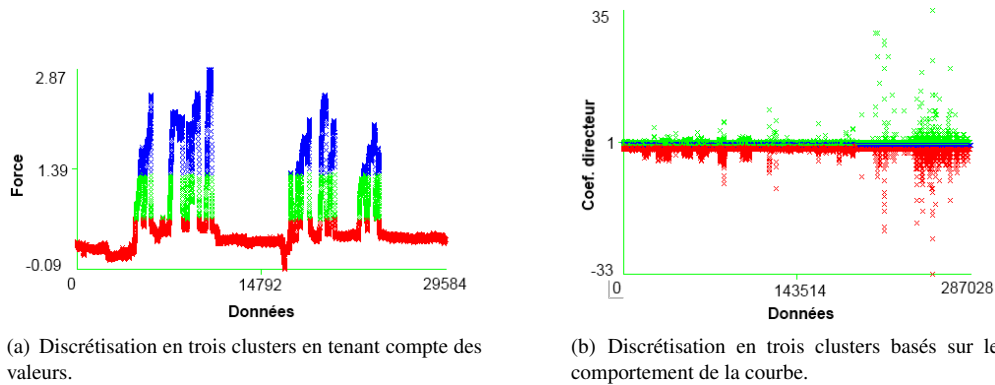 2.87
Force
1.39
-0.09
0
14792
29584
Données
(a) Discrétisation en trois clusters en tenant compte des
valeurs.
35
Coef. directeur
1
-33
0
143514
287028
Données
(b) Discrétisation en trois clusters basés sur le
comportement de la courbe.